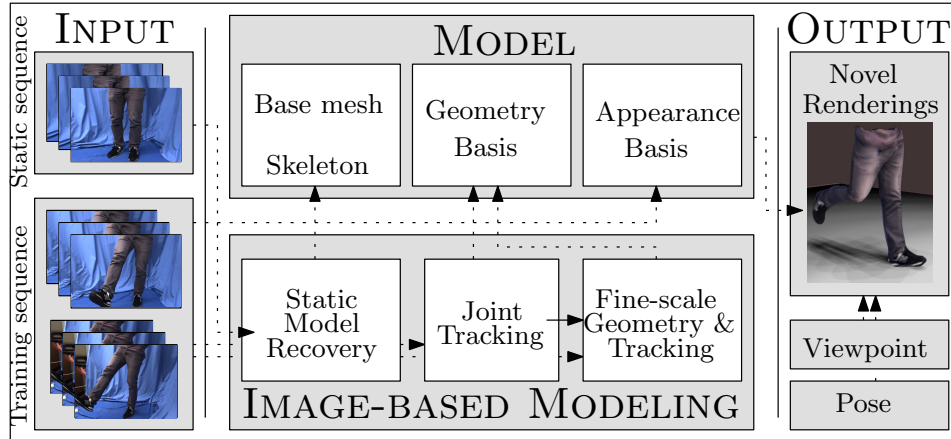 INPUT
Static sequence
Training sequence
MODEL
Base mesh
Skeleton
Geometry
Basis
Appearance
Basis
Static
Model
Recovery
Joint
Tracking
Fine-scale
Geometry &
Tracking
IMAGE-BASED MODELING
OUTPUT
Novel
Renderings
Viewpoint
Pose